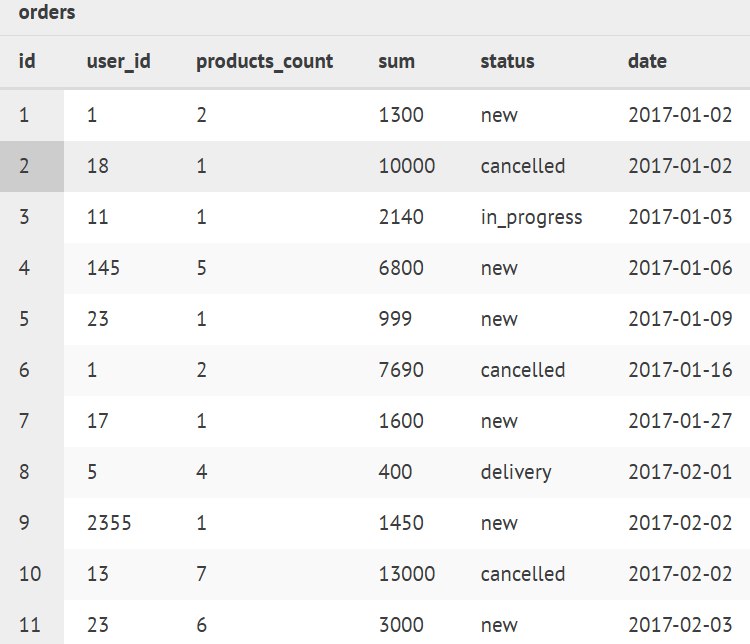 orders
id user_id products_count sum status date
1 1 2 1300 new 2017-01-02
2 18 1 10000 cancelled 2017-01-02
3 11 1 2140 in_progress 2017-01-03
4 145 5 6800 new 2017-01-06
5 23 1 999 new 2017-01-09
6 1 2 7690 cancelled 2017-01-16
7 17 1 1600 new 2017-01-27
8 5 4 400 delivery 2017-02-01
9 2355 1 1450 new 2017-02-02
10 13 7 13000 cancelled 2017-02-02
11 23 6 3000 new 2017-02-03